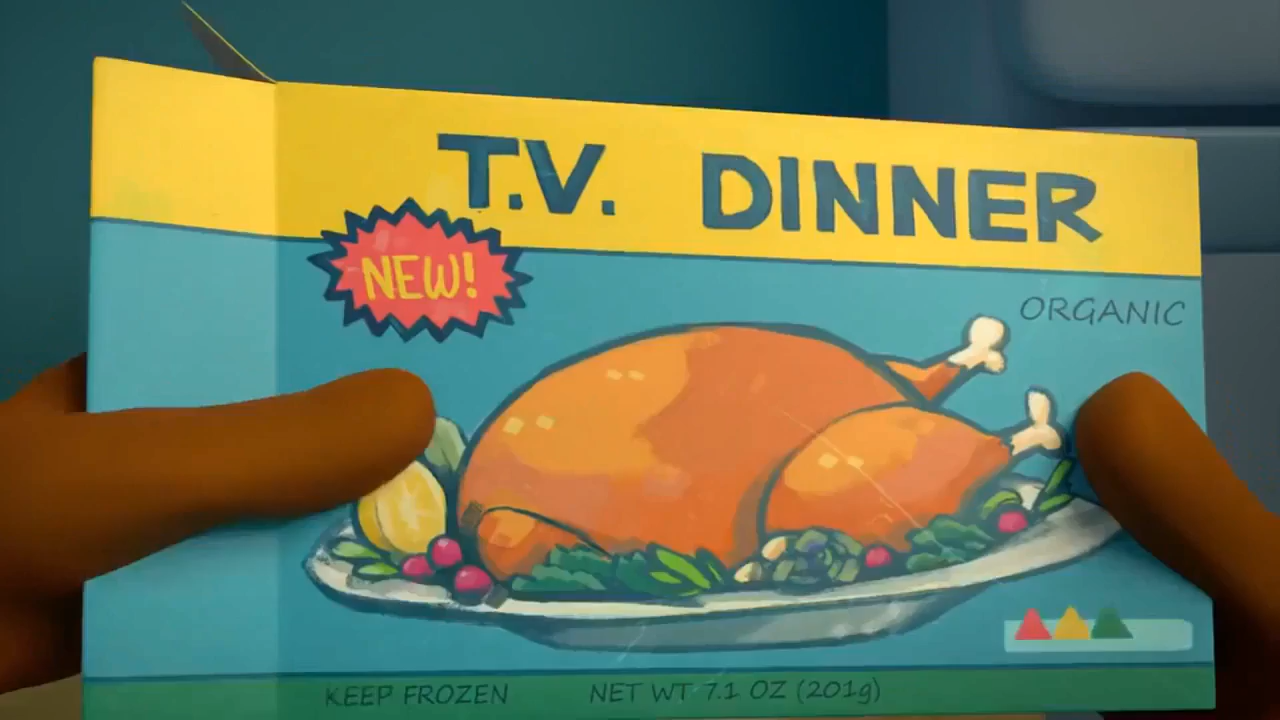 T.V. DINNER
NEW!
ORGANIC
KEEP FROZEN
NET WT 7.1 OZ (201g)